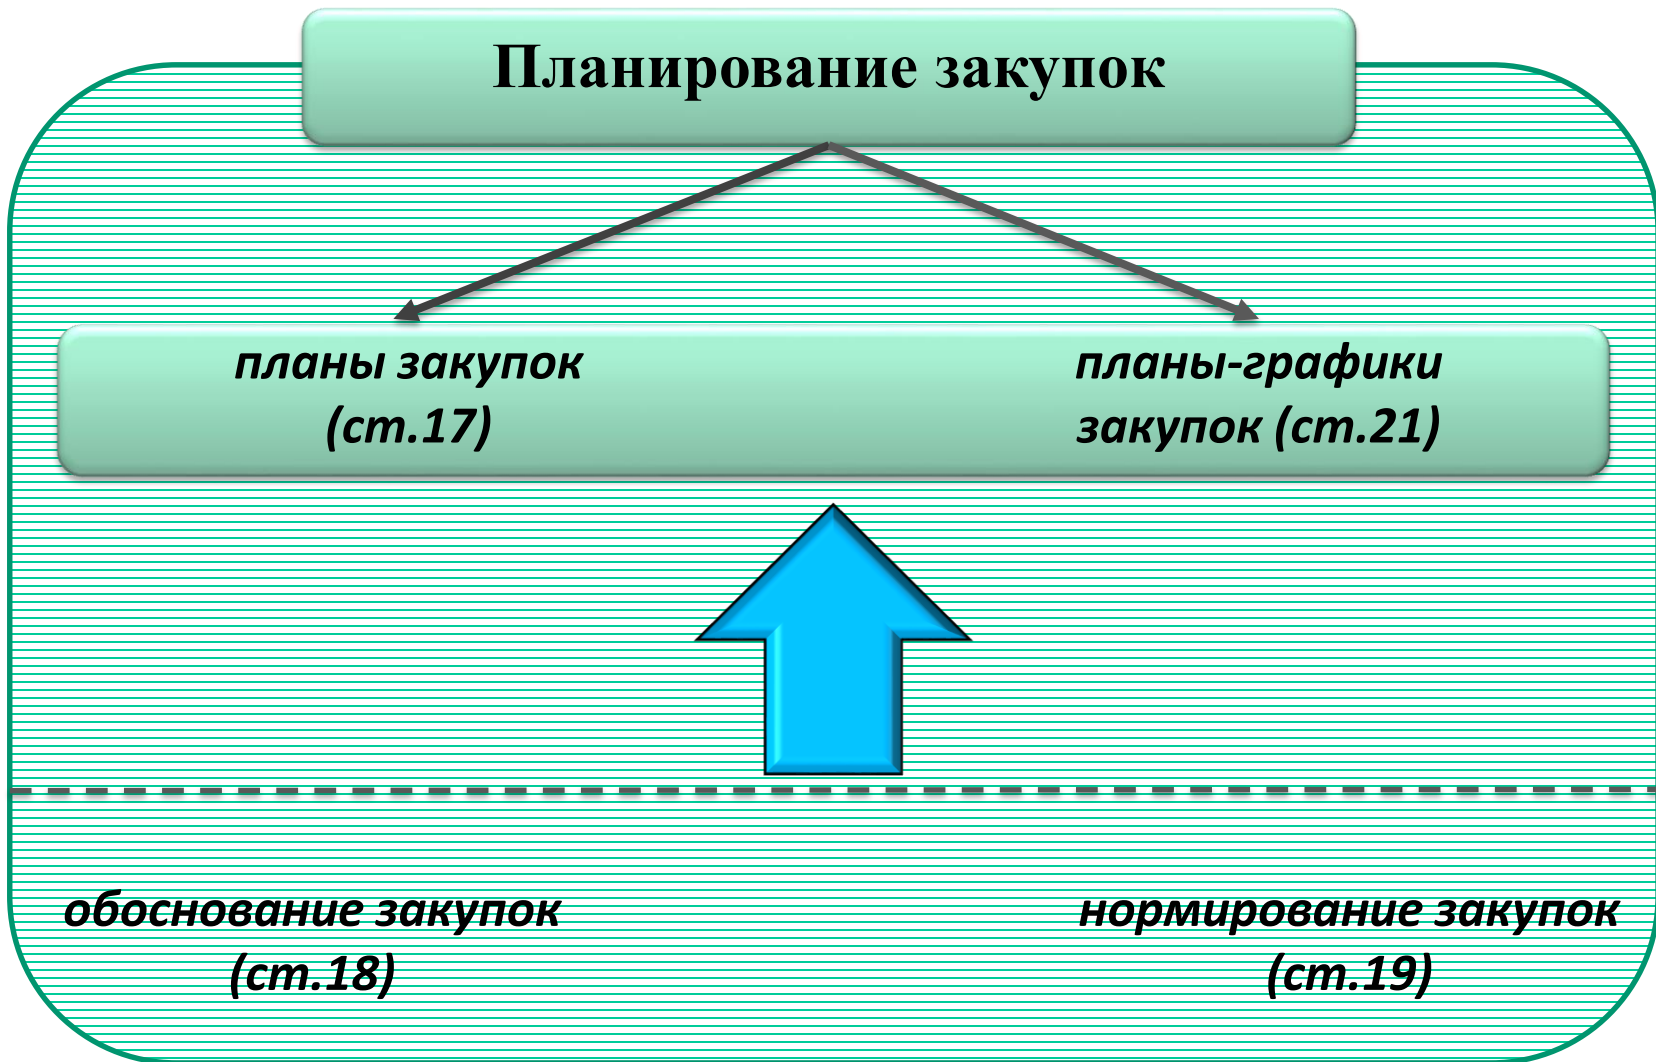 Планирование закупок
планы закупок
(ст.17)
планы-графики
закупок (ст.21)
обоснование закупок
(ст.18)
нормирование закупок
(ст.19)